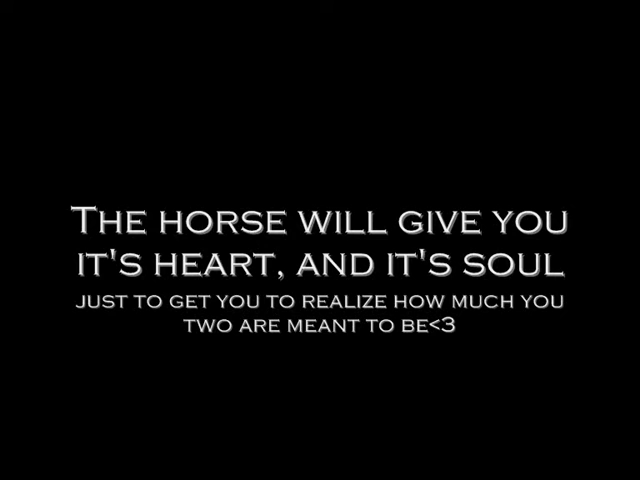 The horse will give you
it's heart, and it's soul
just to get you to realize how much you
two are meant to be<3